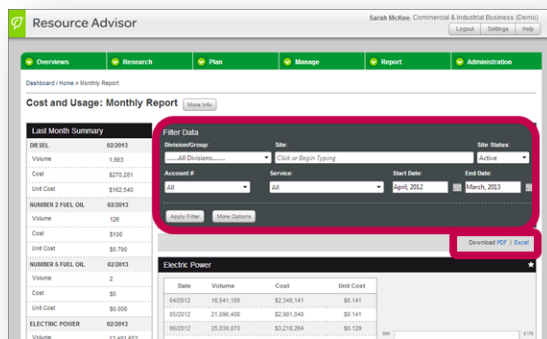 Resource Advisor
Sarah McKee, Commercial & Industrial Business (Demo)
Logout Settings Help
Overviews Research Plan Manage Report Administration
Dashboard / Home » Monthly Report
Cost and Usage: Monthly Report More Info
Last Month Summary
DIESEL 02/2013
Volume 1,663
Cost $270,281
Unit Cost $162.540
NUMBER 2 FUEL OIL 02/2013
Volume 126
Cost $100
Unit Cost $0.790
NUMBER 5 FUEL OIL 02/2013
Volume 2
Cost $0
Unit Cost $0.000
ELECTRIC POWER 02/2013
Volume
Filter Data
Division/Group: Site: Site Status:
All Divisions Click or Begin Typing Active
Account #: Service: Start Date: End Date:
All All April, 2012 March, 2013
Apply Filter More Options
Download PDF | Excel
Electric Power
Date Volume Cost Unit Cost
04/2012 16,541,100 $2,340,141 $0.141
05/2012 21,096,400 $2,981,040 $0.141
06/2012 25,038,070 $3,218,264 $0.129